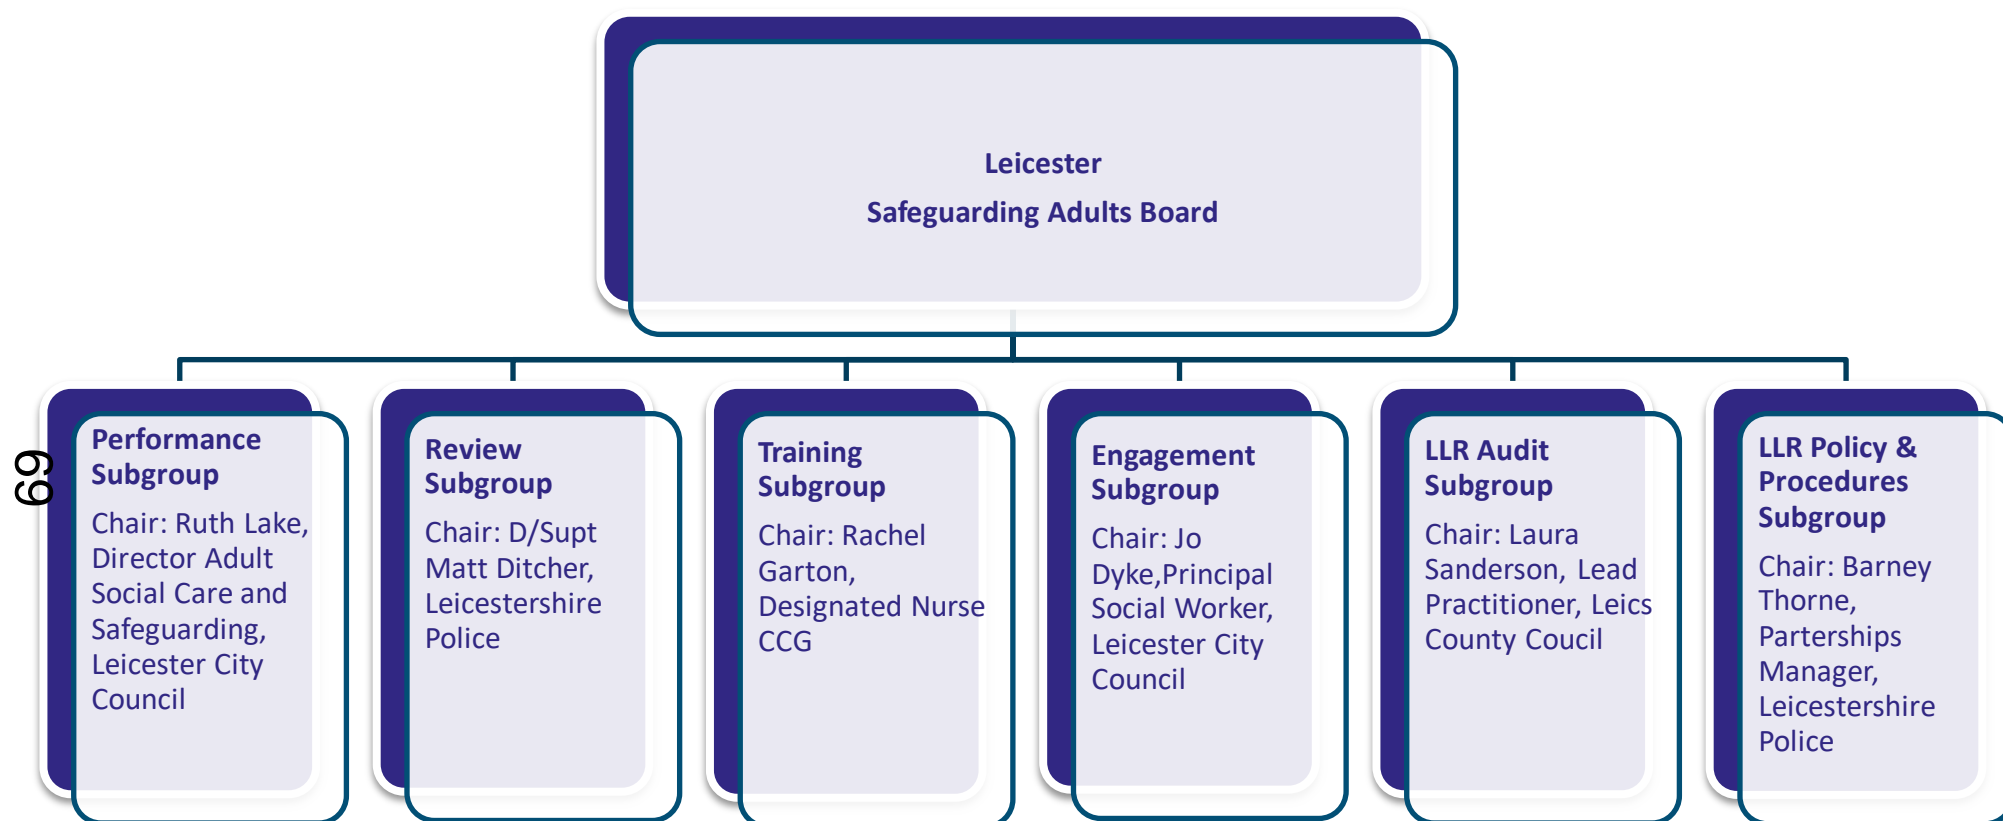 Leicester
Safeguarding Adults Board
Performance
Subgroup
Chair: Ruth Lake,
Director Adult
Social Care and
Safeguarding,
Leicester City
Council
Review
Subgroup
Chair: D/Supt
Matt Ditcher,
Leicestershire
Police
Training
Subgroup
Chair: Rachel
Garton,
Designated Nurse
CCG
Engagement
Subgroup
Chair: Jo
Dyke,Principal
Social Worker,
Leicester City
Council
LLR Audit
Subgroup
Chair: Laura
Sanderson, Lead
Practitioner, Leics
County Coucil
LLR Policy &
Procedures
Subgroup
Chair: Barney
Thorne,
Parterships
Manager,
Leicestershire
Police
69